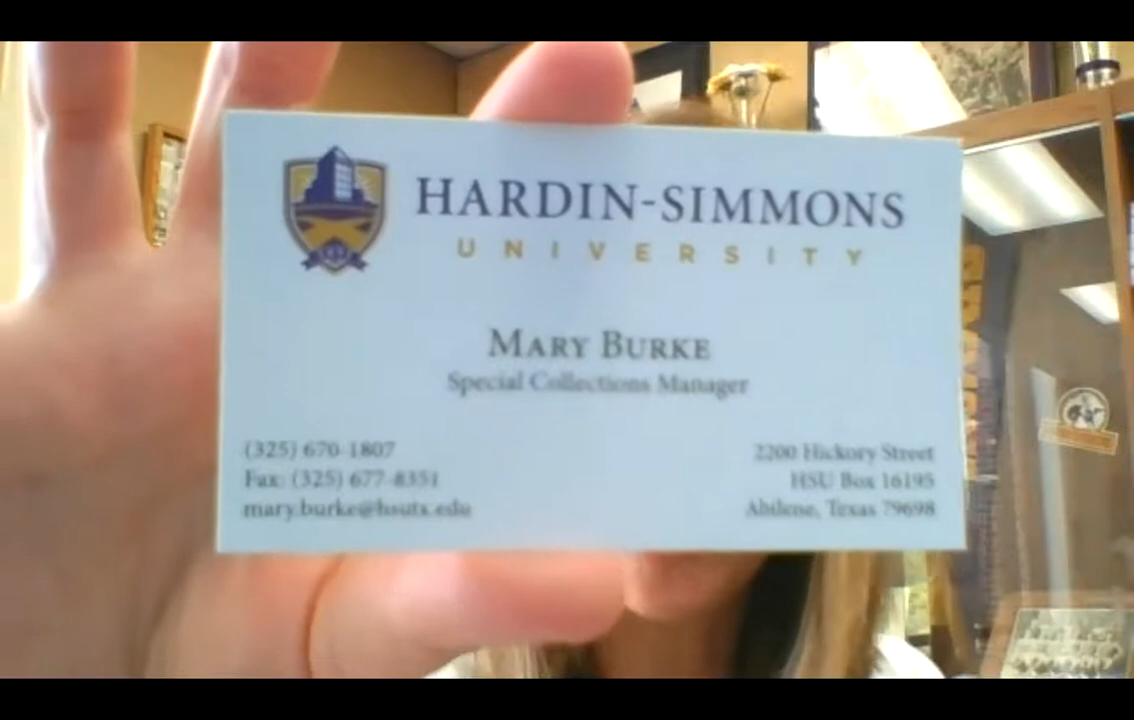 HARDIN-SIMMONS
UNIVERSITY
MARY BURKE
Special Collections Manager
(325) 670-1807
Fax: (325) 677-8351
mary.burke@hsutx.edu
2200 Hickory Street
HSU Box 16195
Abilene, Texas 79698